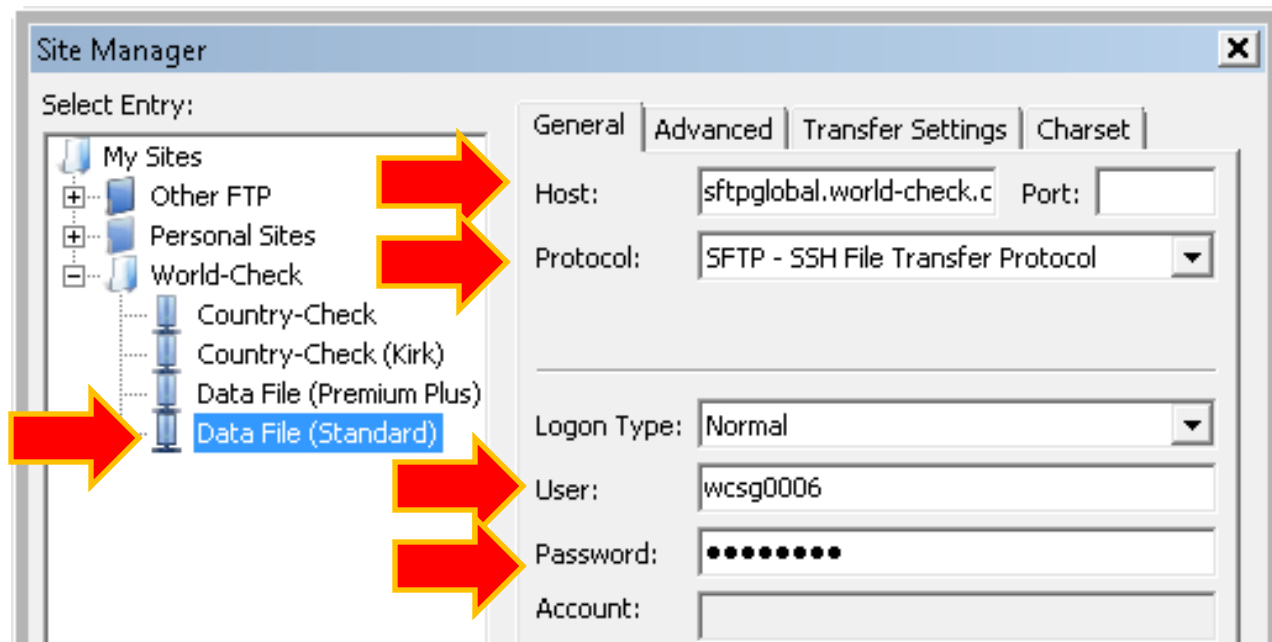 Site Manager
Select Entry:
My Sites
Other FTP
Personal Sites
World-Check
Country-Check
Country-Check (Kirk)
Data File (Premium Plus)
Data File (Standard)
General Advanced Transfer Settings Charset
Host: sftpglobal.world-check.c Port:
Protocol: SFTP - SSH File Transfer Protocol
Logon Type: Normal
User: wcsg0006
Password: ●●●●●●●●
Account: